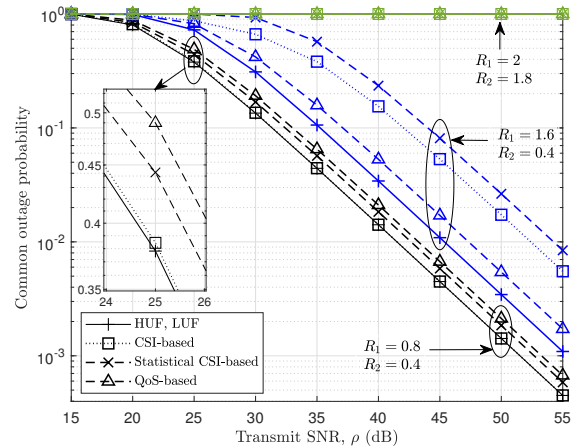 10^0
10^{-1}
10^{-2}
10^{-3}
Common outage probability
R_1 = 2
R_2 = 1.8
R_1 = 1.6
R_2 = 0.4
R_1 = 0.8
R_2 = 0.4
0.5
0.45
0.4
0.35
24 25 26
HUF, LUF
CSI-based
Statistical CSI-based
QoS-based
15 20 25 30 35 40 45 50 55
Transmit SNR, ρ (dB)